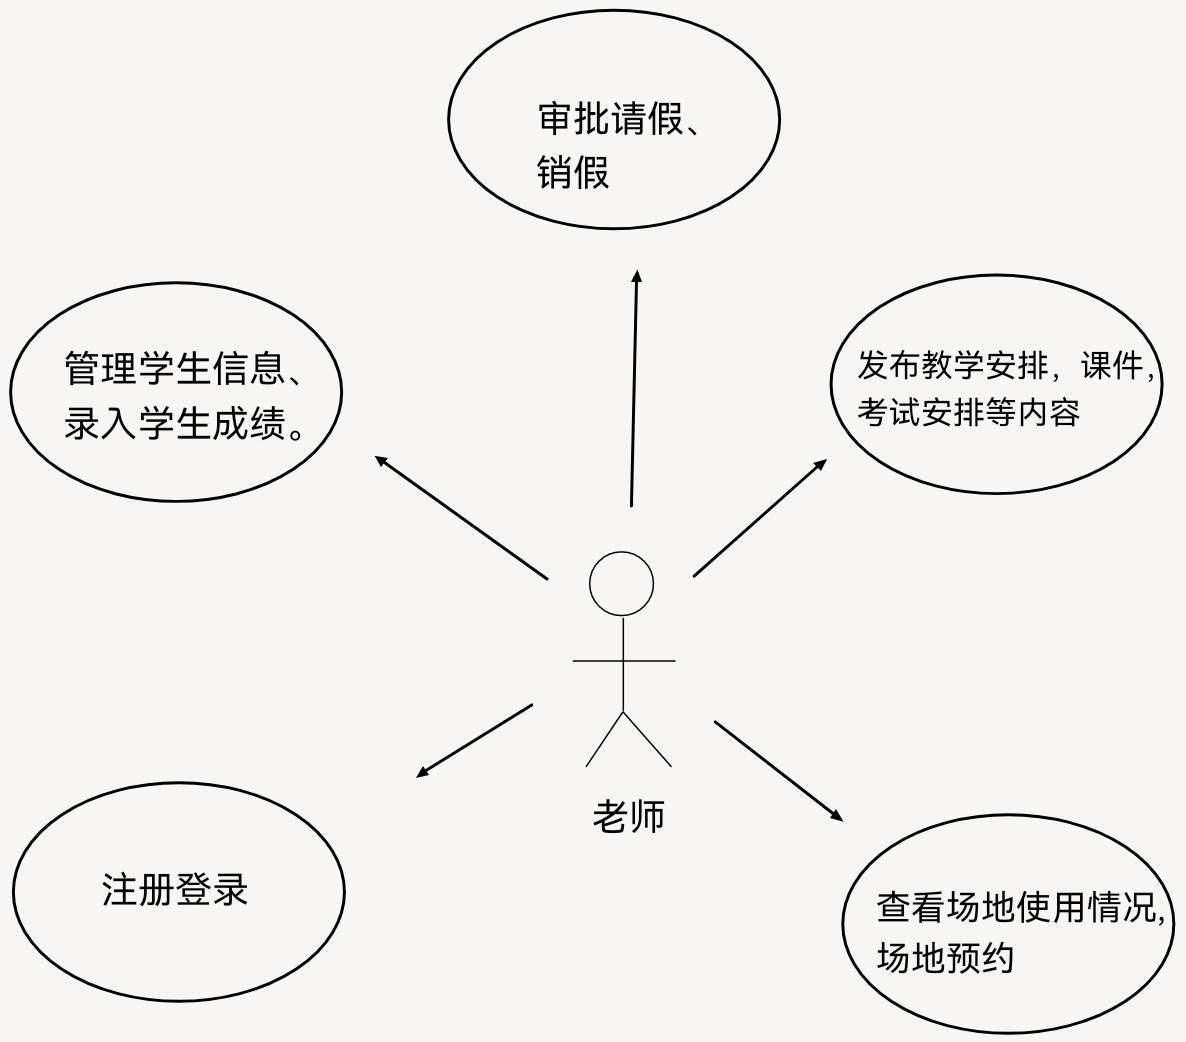 审批请假、
销假
管理学生信息、
录入学生成绩。
发布教学安排，课件，
考试安排等内容
老师
注册登录
查看场地使用情况,
场地预约